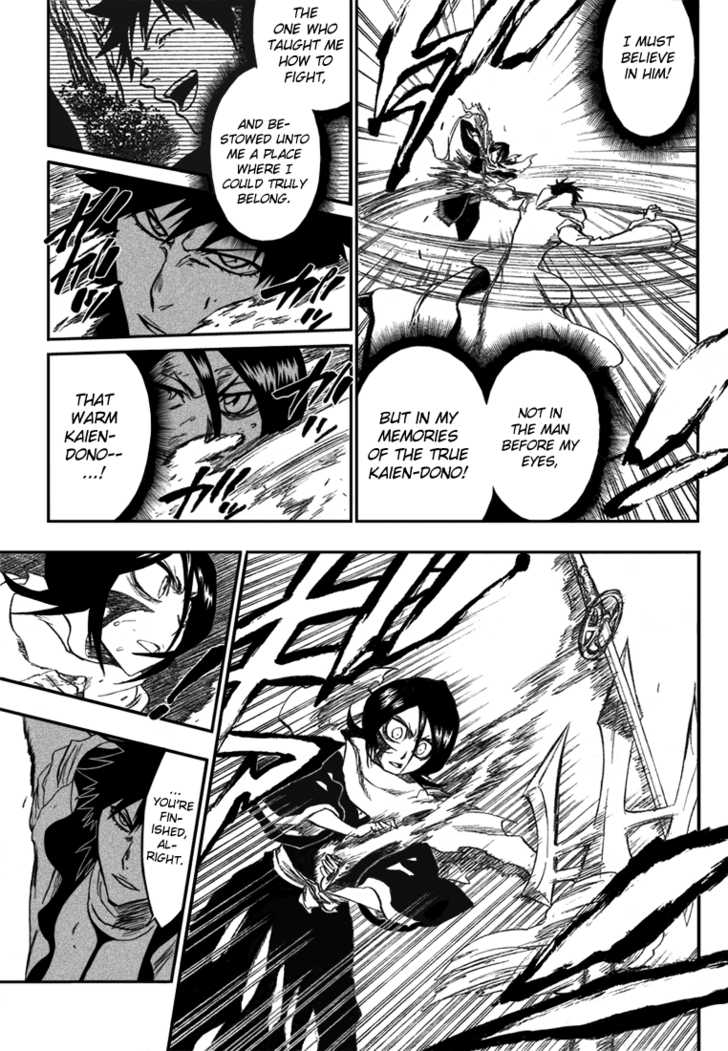 I MUST
BELIEVE
IN HIM!
NOT IN
THE MAN
BEFORE MY
EYES,
BUT IN MY
MEMORIES
OF THE TRUE
KAIEN-DONO!
THE
ONE WHO
TAUGHT ME
HOW TO
FIGHT,
AND BE-
STOWED UNTO
ME A PLACE
WHERE I
COULD TRULY
BELONG.
THAT
WARM
KAIEN-
DONO--
...!
...
YOU'RE
FIN-
ISHED,
AL-
RIGHT.